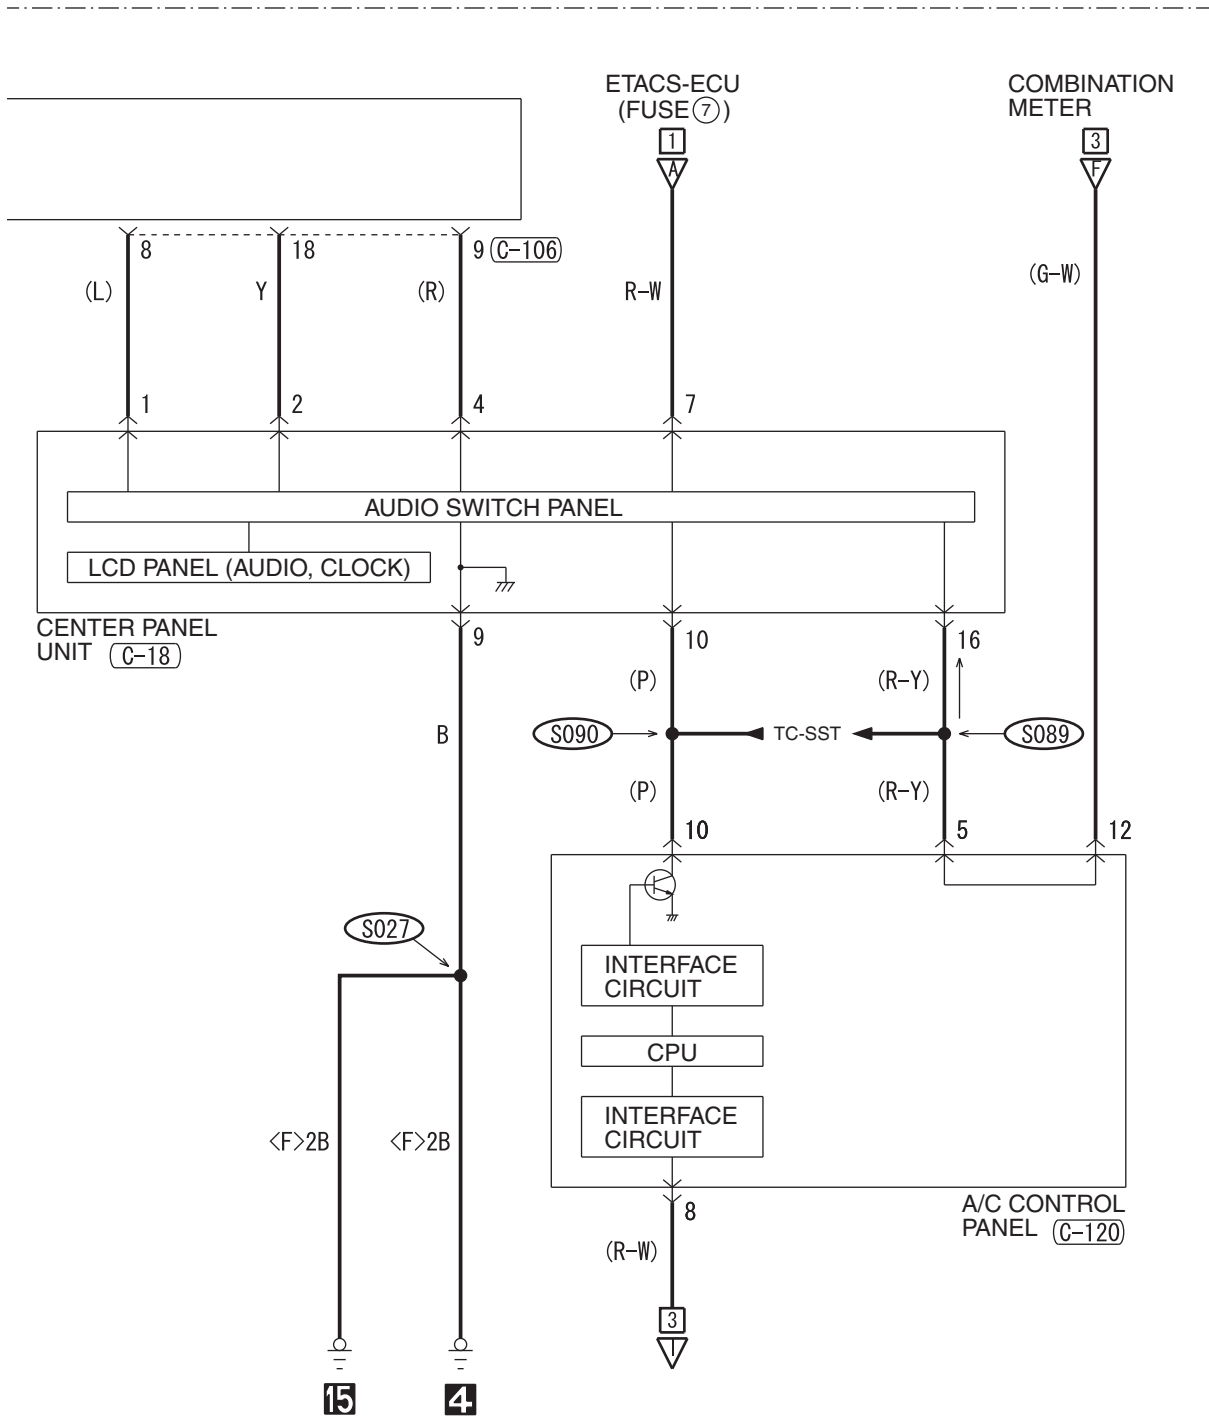 ETACS-ECU
(FUSE⑦)
COMBINATION
METER
1
3
A
F
8
18
9 (C-106)
(L)
Y
(R)
R-W
(G-W)
1
2
4
7
AUDIO SWITCH PANEL
LCD PANEL (AUDIO, CLOCK)
CENTER PANEL
UNIT (C-18)
9
10
16
(P)
(R-Y)
B
S090
TC-SST
S089
(P)
(R-Y)
10
5
12
S027
INTERFACE
CIRCUIT
CPU
INTERFACE
CIRCUIT
<F>2B
<F>2B
A/C CONTROL
PANEL (C-120)
8
(R-W)
3
I
15
4